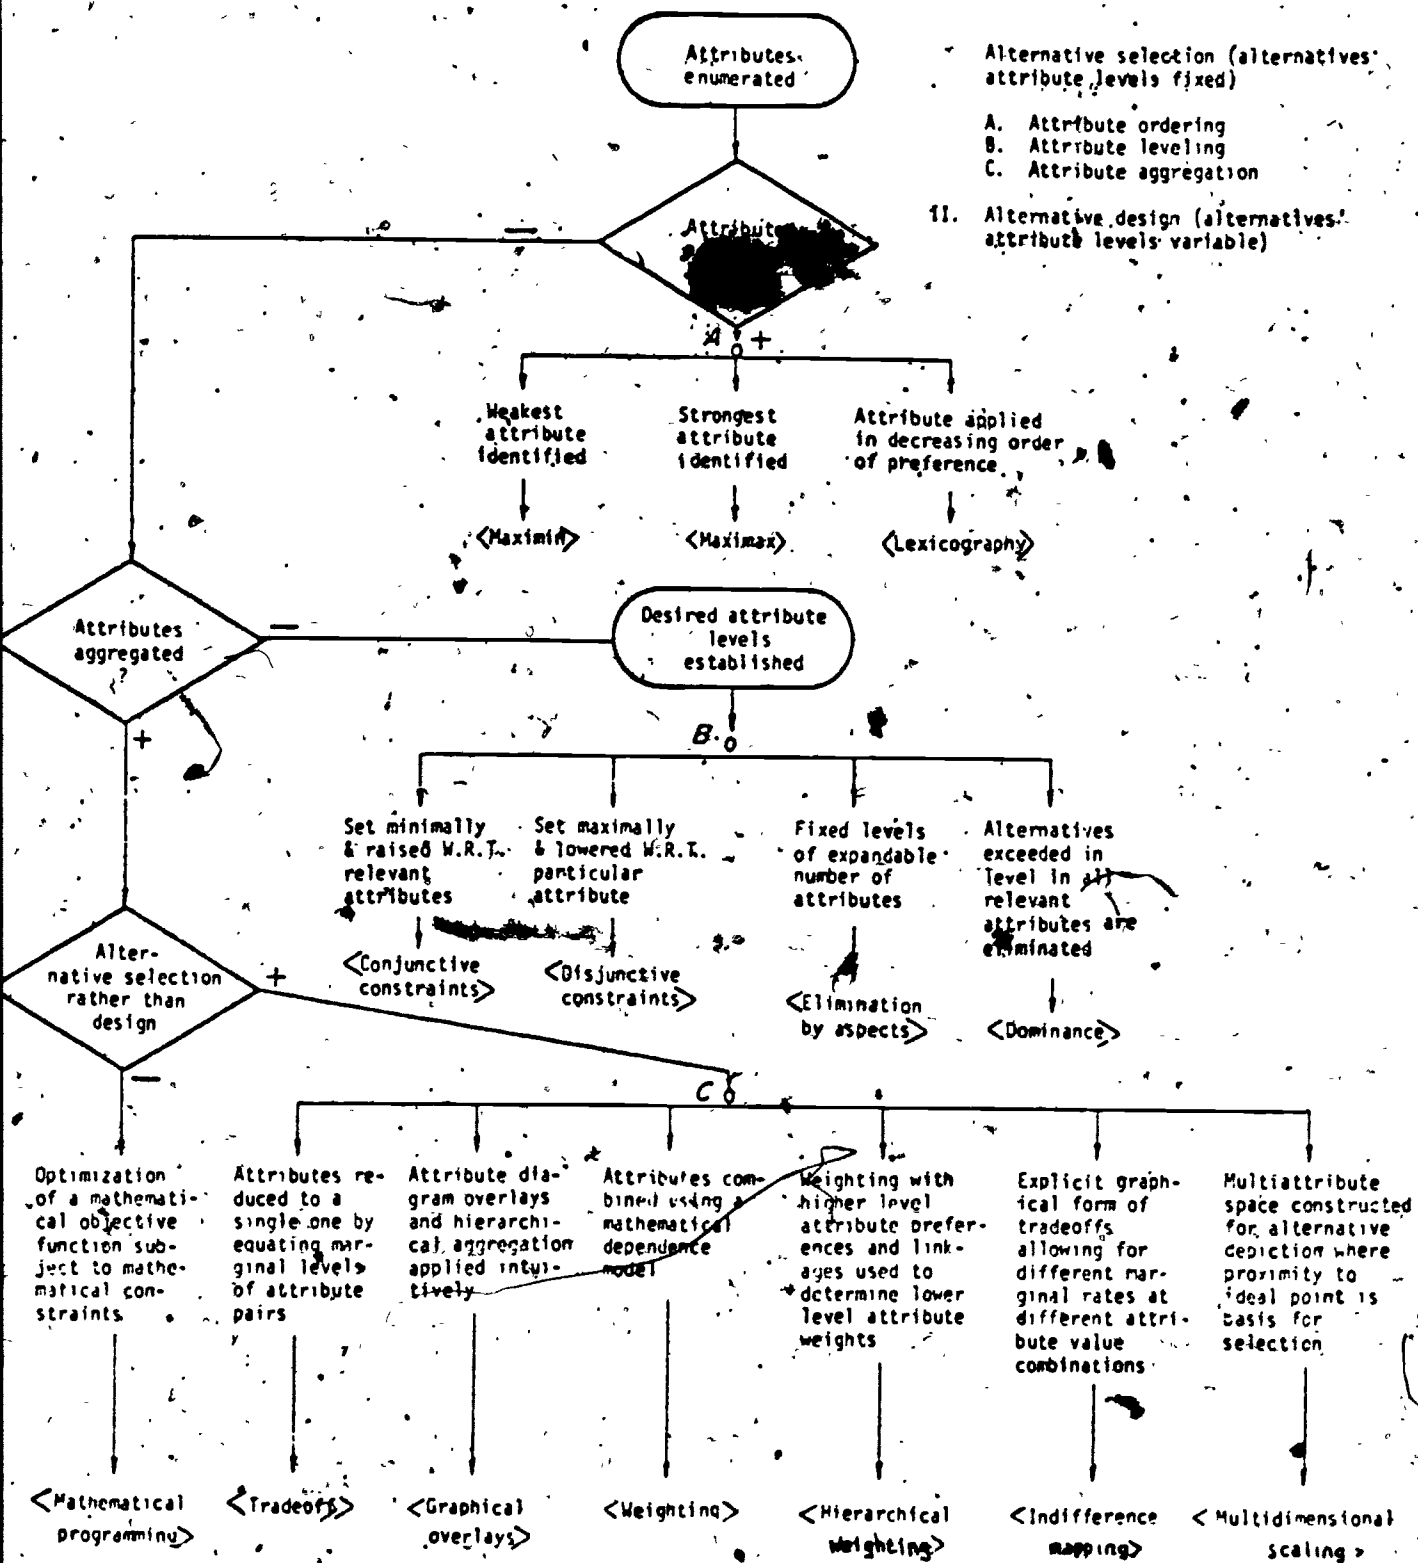 Attributes
enumerated
Alternative selection (alternatives'
attribute levels fixed)
A. Attribute ordering
B. Attribute leveling
C. Attribute aggregation
II. Alternative design (alternatives'
attribute levels variable)
Attribute
—
A +
Weakest
attribute
identified
Strongest
attribute
identified
Attribute applied
in decreasing order
of preference
<Maximin>
<Maximax>
<Lexicography>
Attributes
aggregated
?
—
+
Desired attribute
levels
established
B.
Set minimally
& raised W.R.T.
relevant
attributes
Set maximally
& lowered W.R.T.
particular
attribute
Fixed levels
of expandable
number of
attributes
Alternatives
exceeded in
level in all
relevant
attributes are
eliminated
<Conjunctive
constraints>
<Disjunctive
constraints>
<Elimination
by aspects>
<Dominance>
Alter-
native selection
rather than
design
+
—
C
Optimization
of a mathemati-
cal objective
function sub-
ject to mathe-
matical con-
straints
Attributes re-
duced to a
single one by
equating mar-
ginal levels
of attribute
pairs
Attribute dia-
gram overlays
and hierarchi-
cal aggregation
applied intui-
tively
Attributes com-
bined using a
mathematical
dependence
model
Weighting with
higher level
attribute prefer-
ences and link-
ages used to
determine lower
level attribute
weights
Explicit graph-
ical form of
tradeoffs
allowing for
different mar-
ginal rates at
different attri-
bute value
combinations
Multiattribute
space constructed
for alternative
depiction where
proximity to
ideal point is
basis for
selection
<Mathematical
programming>
<Tradeoffs>
<Graphical
overlays>
<Weighting>
<Hierarchical
weighting>
<Indifference
mapping>
<Multidimensional
scaling>